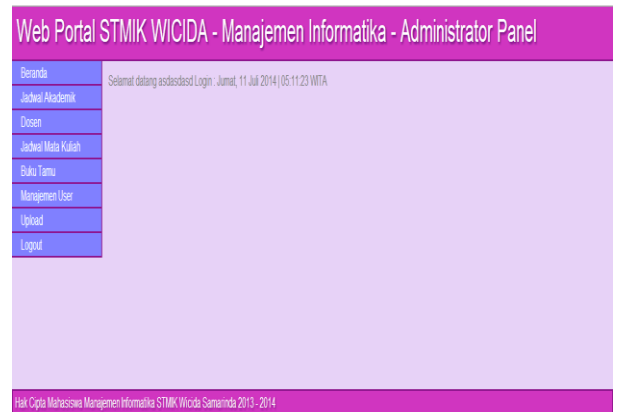 Web Portal STMIK WICIDA - Manajemen Informatika - Administrator Panel
Beranda
Selamat datang asdasdasd Login : Jumat, 11 Juli 2014 | 05:11:23 WITA
Jadwal Akademik
Dosen
Jadwal Mata Kuliah
Buku Tamu
Manajemen User
Upload
Logout
Hak Cipta Mahasiswa Manajemen Informatika STMIK Wicida Samarinda 2013 - 2014